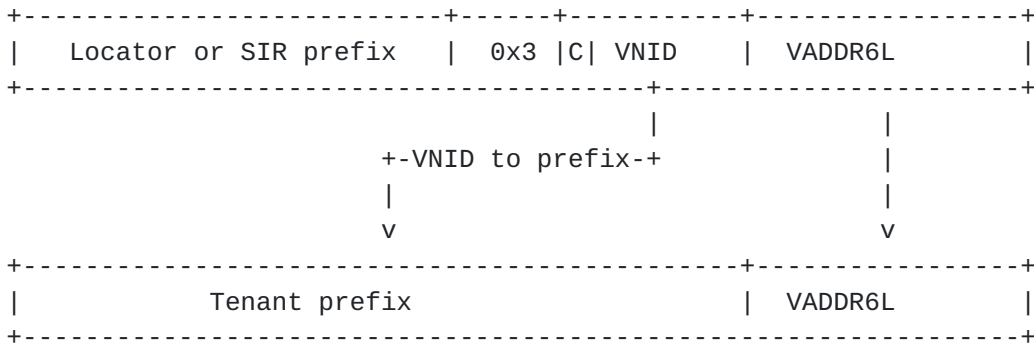 Locator or SIR prefix | 0x3 |C| VNID | VADDR6L
VNID to prefix
v v
Tenant prefix | VADDR6L